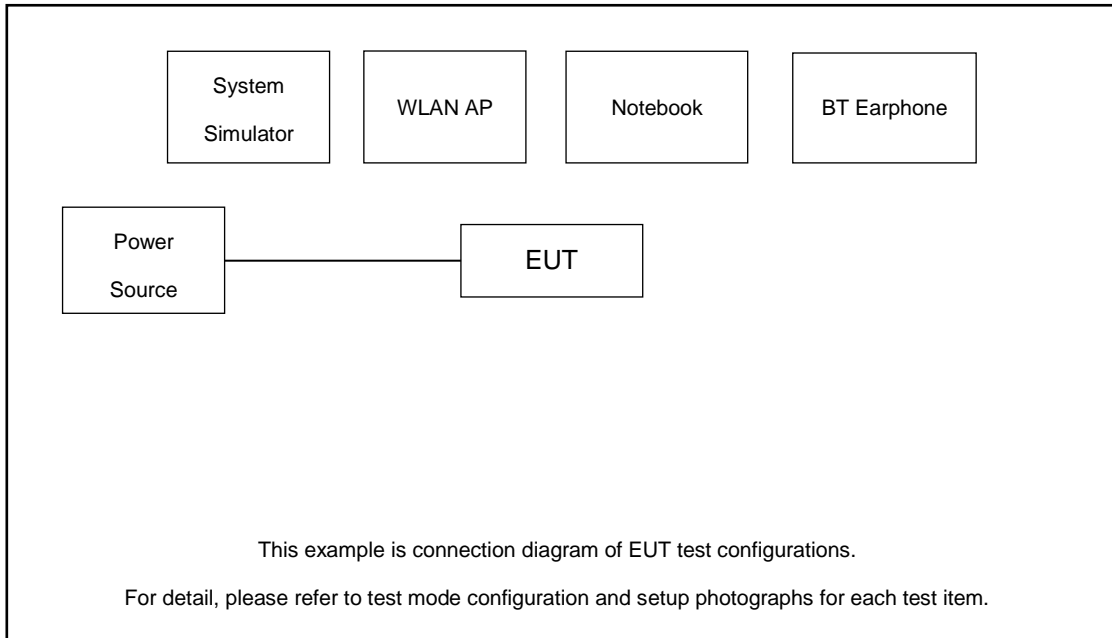 System
Simulator
WLAN AP
Notebook
BT Earphone
Power
Source
EUT
This example is connection diagram of EUT test configurations.
For detail, please refer to test mode configuration and setup photographs for each test item.